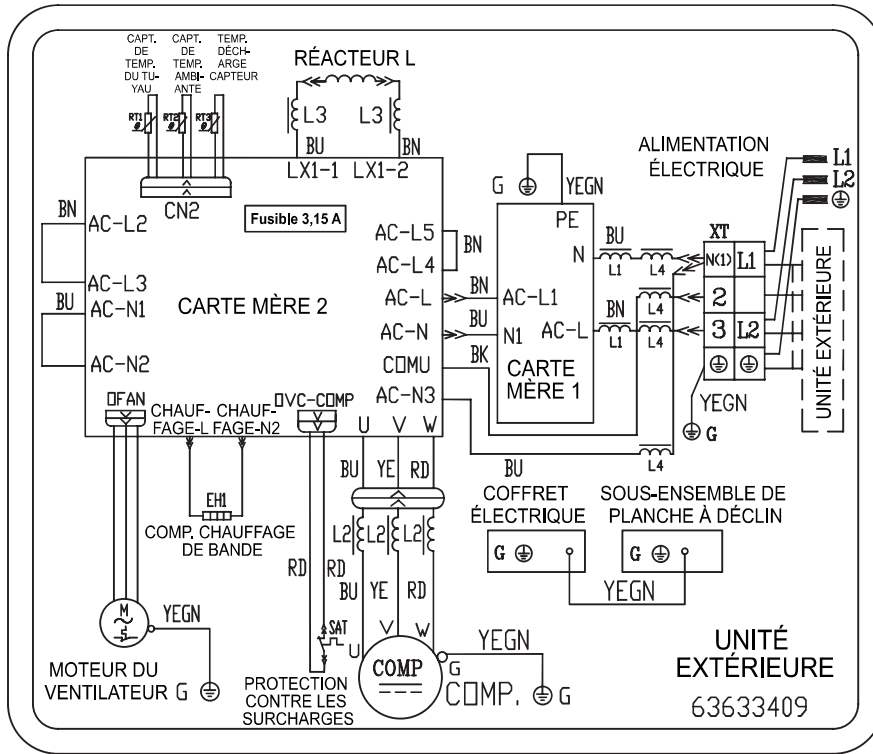 CAPT.
DE
TEMP.
DU TU-
YAU
CAPT.
DE
TEMP.
AMBI-
ANTE
TEMP.
DÉCH-
ARGE
CAPTEUR
RT1
θ
RT2
θ
RT3
θ
RÉACTEUR L
L3
L3
BU
BN
LX1-1
LX1-2
CN2
Fusible 3,15 A
BN
AC-L2
AC-L3
BU
AC-N1
AC-N2
CARTE MÈRE 2
AC-L5
BN
AC-L4
AC-L
BN
AC-N
BU
COMU
BK
AC-N3
BU
G
YEGN
PE
N
AC-L1
N1
AC-L
CARTE
MÈRE 1
BU
L1
L4
L4
BN
L1
L4
L4
ALIMENTATION
ÉLECTRIQUE
L1
L2
XT
N(1)
L1
2
3
L2
YEGN
G
UNITÉ EXTÉRIEURE
OFAN
CHAUF-
FAGE-L
CHAUF-
FAGE-N2
OVC-COMP
U
V
W
EH1
COMP. CHAUFFAGE
DE BANDE
BU
YE
RD
L2
L2
L2
RD
RD
BU
YE
RD
M
YEGN
MOTEUR DU
VENTILATEUR
G
SAT
PROTECTION
CONTRE LES
SURCHARGES
U
V
W
COMP
G
YEGN
COMP.
G
COFFRET
ÉLECTRIQUE
G
SOUS-ENSEMBLE DE
PLANCHE À DÉCLIN
G
YEGN
UNITÉ
EXTÉRIEURE
63633409